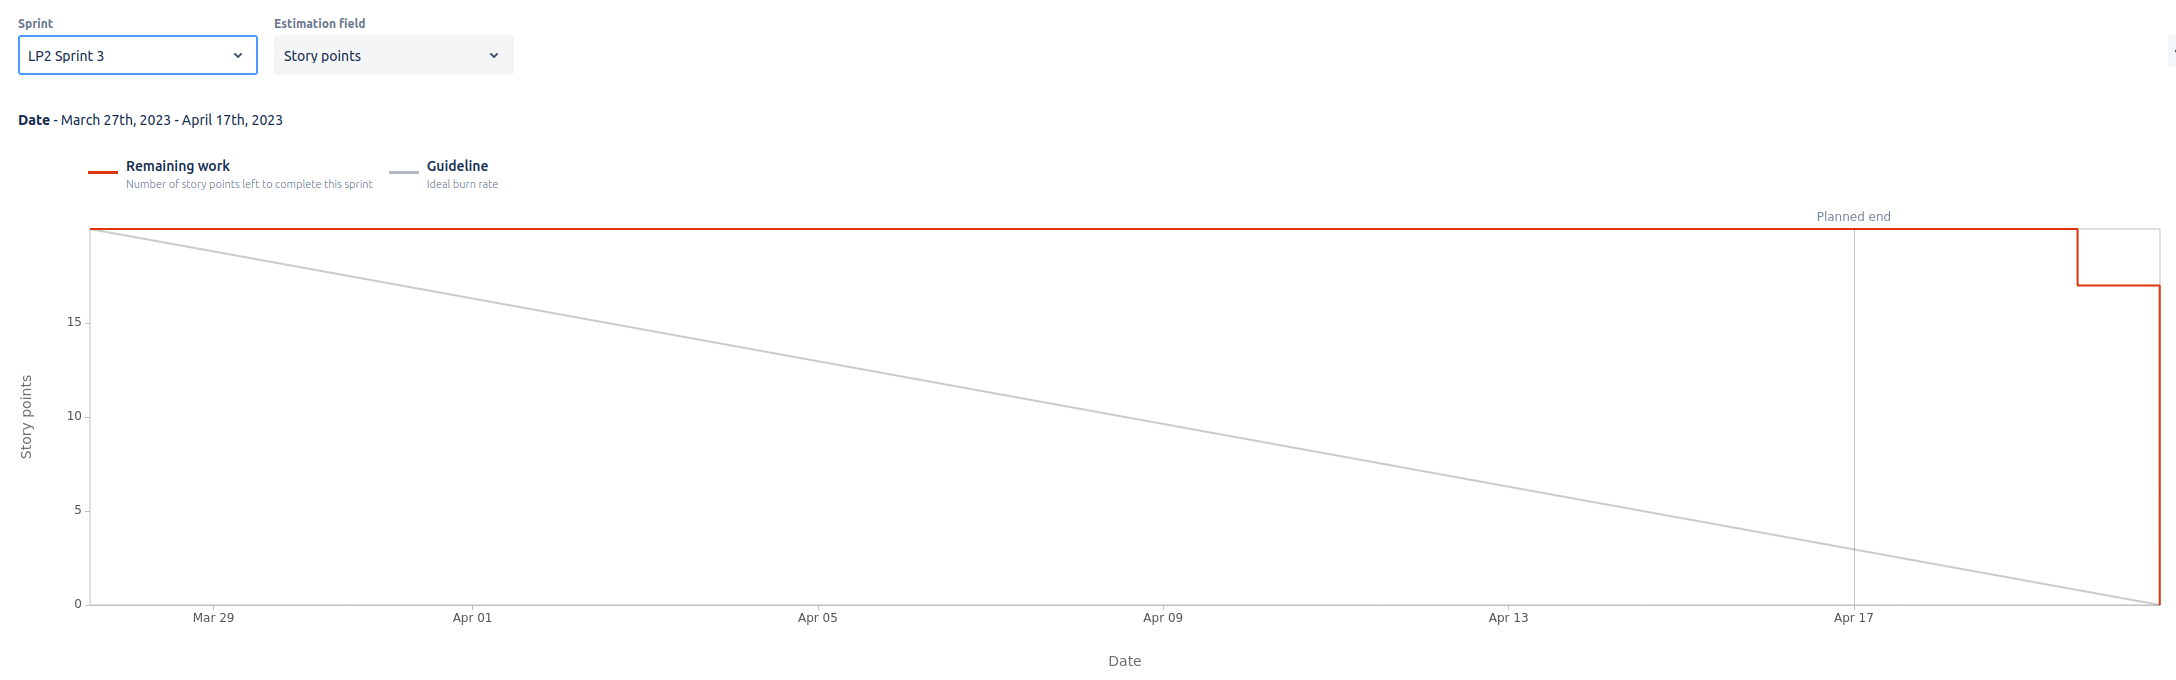 Sprint
Estimation field
LP2 Sprint 3
Story points
Date - March 27th, 2023 - April 17th, 2023
Remaining work
Number of story points left to complete this sprint
Guideline
Ideal burn rate
Planned end
15
10
5
0
Story points
Mar 29
Apr 01
Apr 05
Apr 09
Apr 13
Apr 17
Date